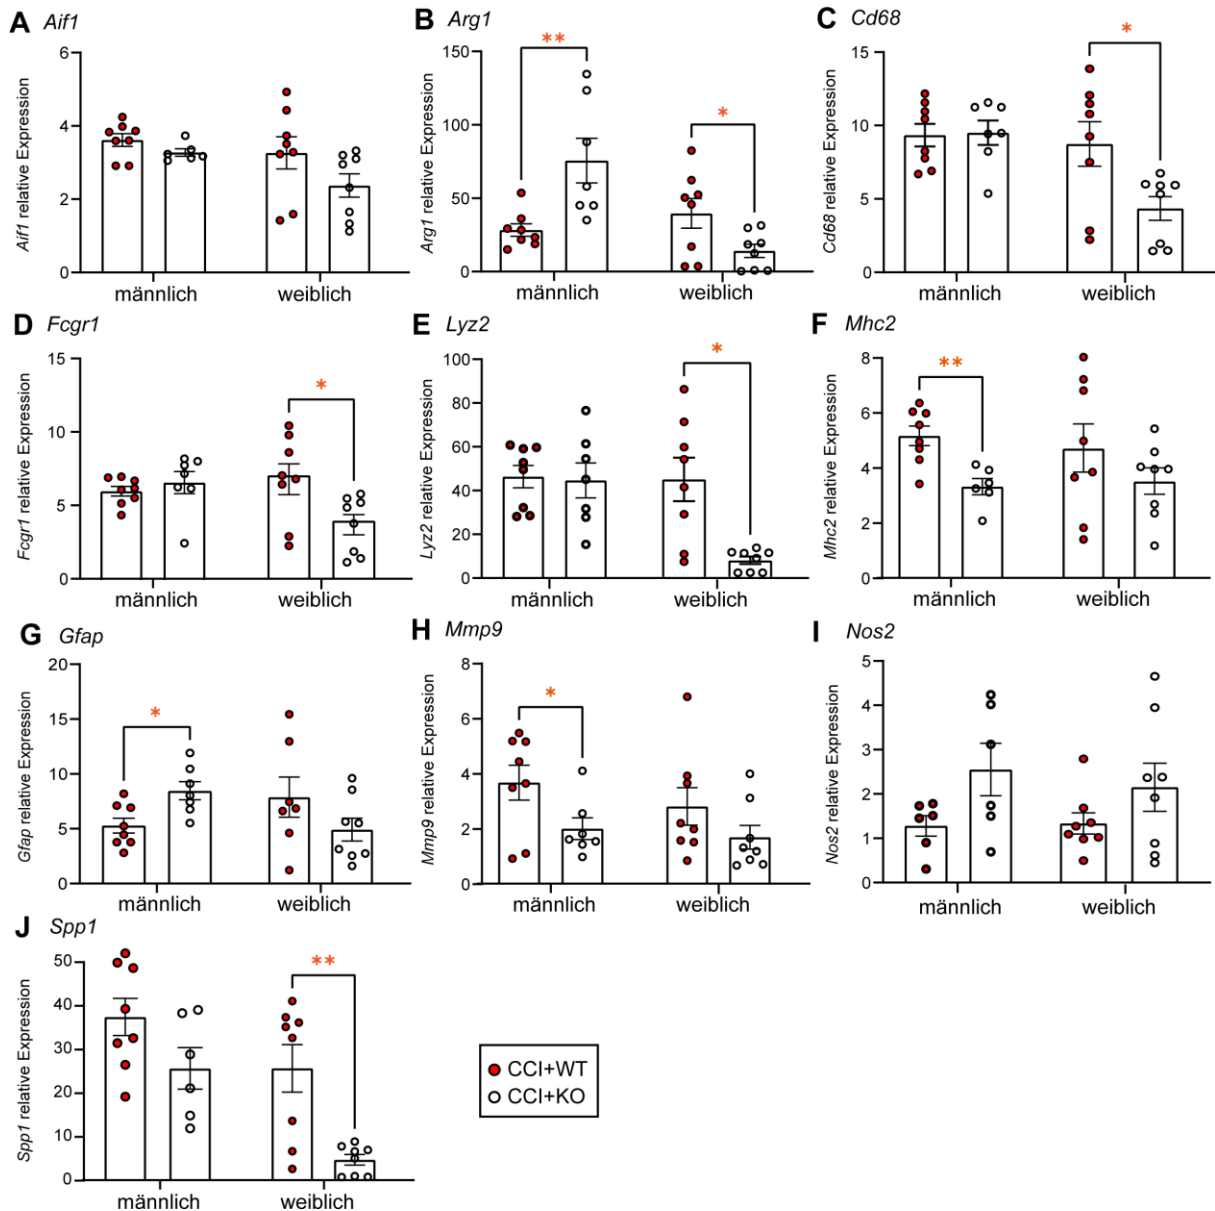 A Aif1
Aif1 relative Expression
6
4
2
0
männlich weiblich
B Arg1
Arg1 relative Expression
150
100
50
0
**
*
männlich weiblich
C Cd68
Cd68 relative Expression
15
10
5
0
*
männlich weiblich
D Fcgr1
Fcgr1 relative Expression
15
10
5
0
*
männlich weiblich
E Lyz2
Lyz2 relative Expression
100
80
60
40
20
0
*
männlich weiblich
F Mhc2
Mhc2 relative Expression
8
6
4
2
0
**
männlich weiblich
G Gfap
Gfap relative Expression
20
15
10
5
0
*
männlich weiblich
H Mmp9
Mmp9 relative Expression
8
6
4
2
0
*
männlich weiblich
I Nos2
Nos2 relative Expression
5
4
3
2
1
0
männlich weiblich
J Spp1
Spp1 relative Expression
50
40
30
20
10
0
**
männlich weiblich
CCI+WT
CCI+KO